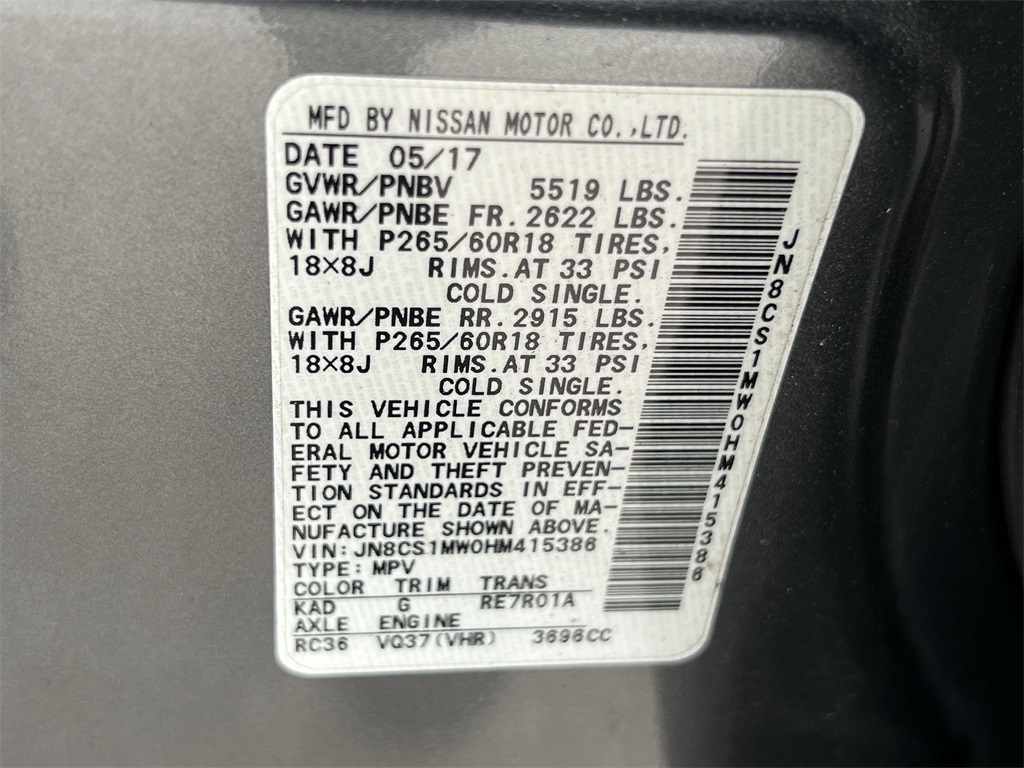 MFD BY NISSAN MOTOR CO.,LTD.
DATE 05/17
GVWR/PNBV 5519 LBS.
GAWR/PNBE FR. 2622 LBS.
WITH P265/60R18 TIRES,
18×8J RIMS.AT 33 PSI
COLD SINGLE.
GAWR/PNBE RR. 2915 LBS.
WITH P265/60R18 TIRES,
18×8J RIMS.AT 33 PSI
COLD SINGLE.
THIS VEHICLE CONFORMS
TO ALL APPLICABLE FED-
ERAL MOTOR VEHICLE SA-
FETY AND THEFT PREVEN-
TION STANDARDS IN EFF-
ECT ON THE DATE OF MA-
NUFACTURE SHOWN ABOVE.
VIN:JN8CS1MW0HM415386
TYPE:MPV
COLOR TRIM TRANS
KAD G RE7R01A
AXLE ENGINE
RC36 VQ37(VHR) 3696CC
JN8CS1MW0HM415386